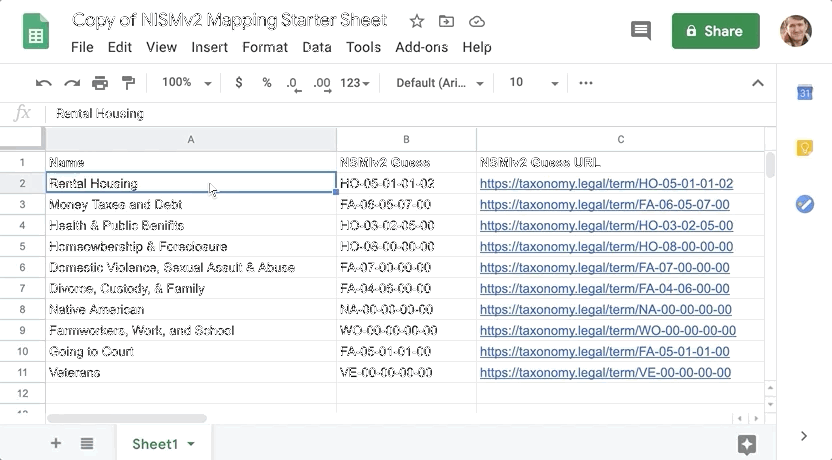 Copy of NISMv2 Mapping Starter Sheet
File Edit View Insert Format Data Tools Add-ons Help
Share
100% $ % .0 .00 123 Default (Ari... 10 ...
31
fx Rental Housing
A B C
1 Name NSMIv2 Guess NSMIv2 Guess URL
2 Rental Housing HO-05-01-01-02 https://taxonomy.legal/term/HO-05-01-01-02
3 Money Taxes and Debt FA-06-05-07-00 https://taxonomy.legal/term/FA-06-05-07-00
4 Health & Public Benifits HO-03-02-05-00 https://taxonomy.legal/term/HO-03-02-05-00
5 Homeowbership & Foreclosure HO-08-00-00-00 https://taxonomy.legal/term/HO-08-00-00-00
6 Domestic Violence, Sexual Assult & Abuse FA-07-00-00-00 https://taxonomy.legal/term/FA-07-00-00-00
7 Divorce, Custody, & Family FA-04-06-00-00 https://taxonomy.legal/term/FA-04-06-00-00
8 Native American NA-00-00-00-00 https://taxonomy.legal/term/NA-00-00-00-00
9 Farmworkers, Work, and School WO-00-00-00-00 https://taxonomy.legal/term/WO-00-00-00-00
10 Going to Court FA-05-01-01-00 https://taxonomy.legal/term/FA-05-01-01-00
11 Veterans VE-00-00-00-00 https://taxonomy.legal/term/VE-00-00-00-00
12
Sheet1